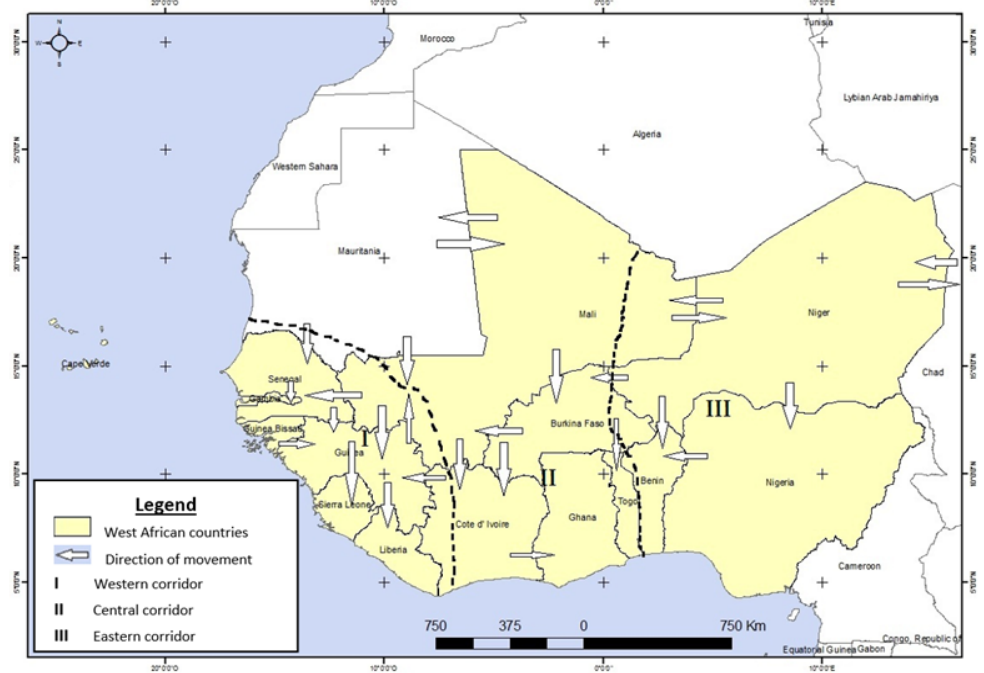 N
W E
S
Morocco
Tunisia
Lybian Arab Jamahiriya
Algeria
Western Sahara
Mauritania
Mali
Niger
Cape Verde
Chad
Senegal
Gambia
Guinea Bissau
Burkina Faso
III
I
Guinea
II
Benin
Nigeria
Sierra Leone
Togo
Cote d' Ivoire
Ghana
Liberia
Cameroon
Legend
West African countries
Direction of movement
I Western corridor
II Central corridor
III Eastern corridor
750 375 0 750 Km
Congo, Republic of
Equatorial Guinea Gabon